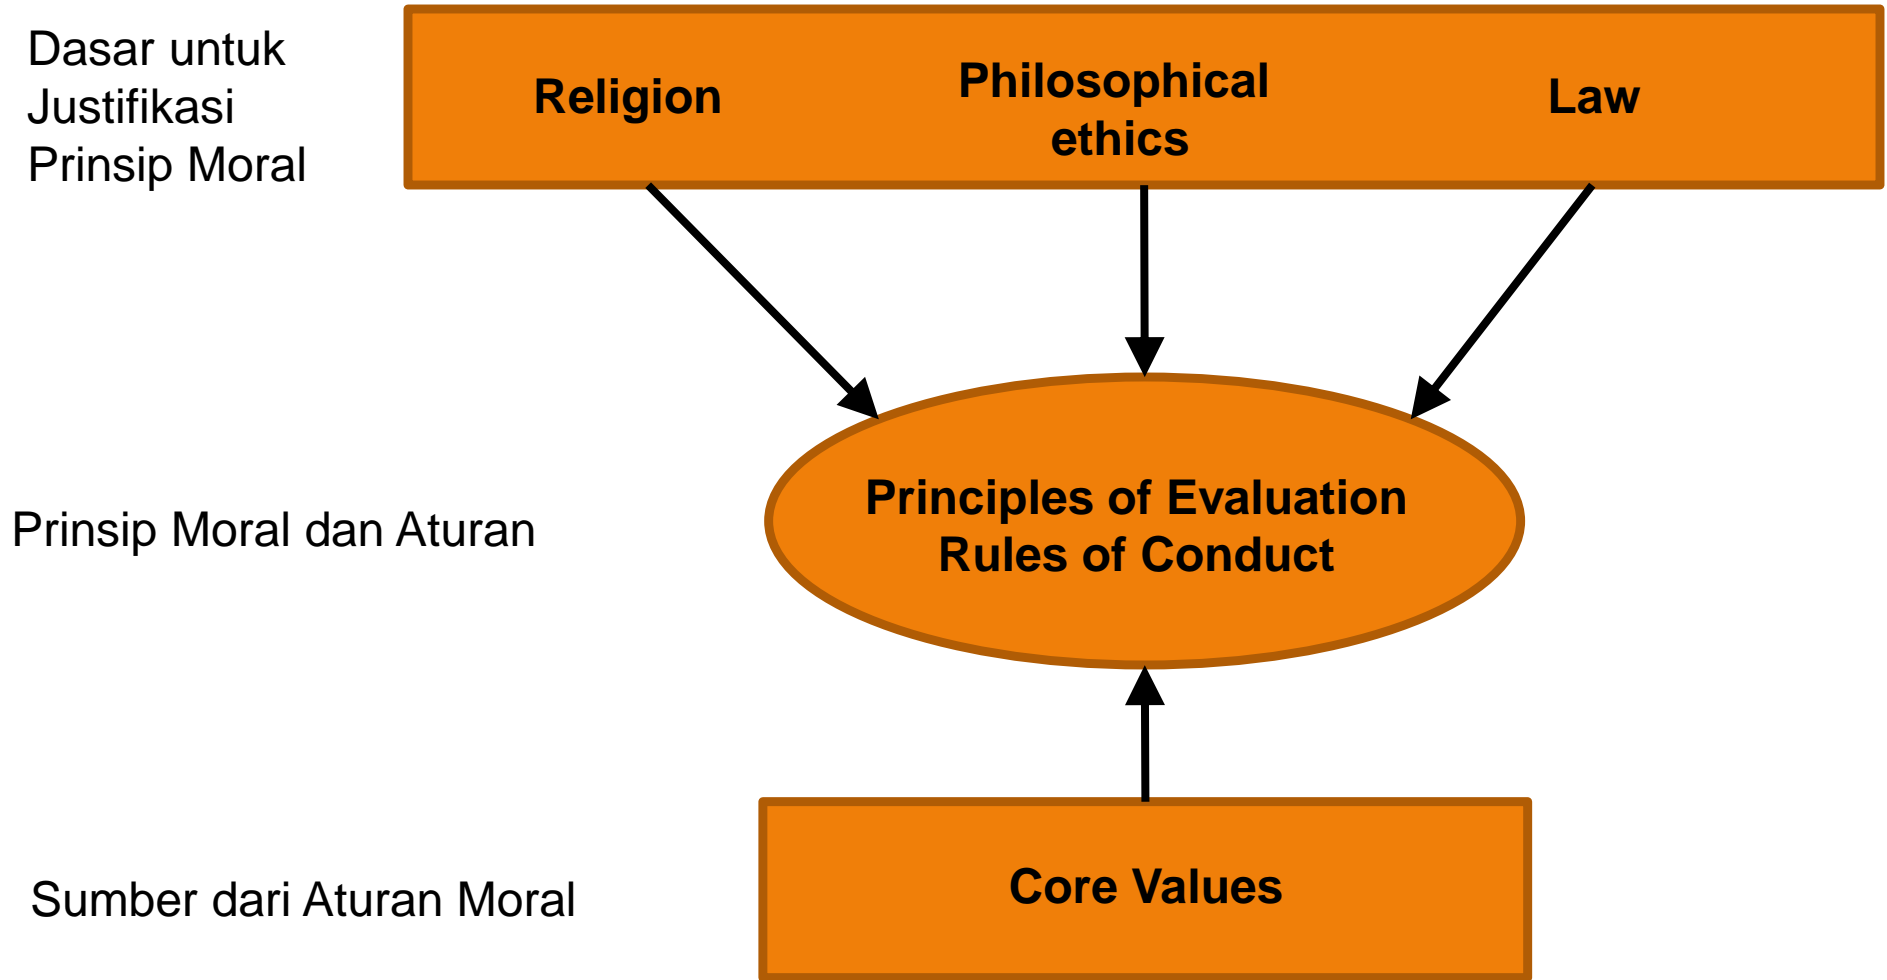 Dasar untuk
Justifikasi
Prinsip Moral
Religion
Philosophical
ethics
Law
Prinsip Moral dan Aturan
Principles of Evaluation
Rules of Conduct
Sumber dari Aturan Moral
Core Values